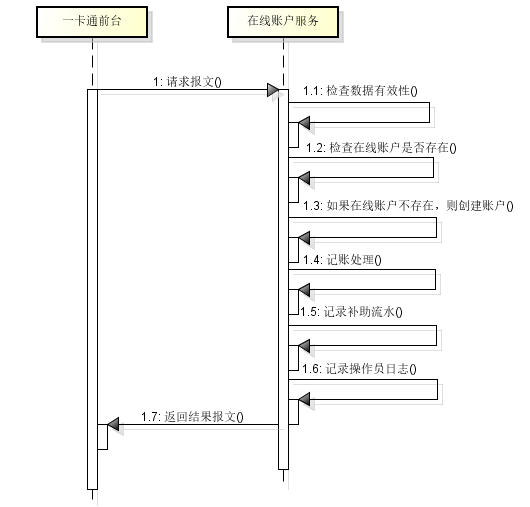 一卡通前台
在线账户服务
1: 请求报文()
1.1: 检查数据有效性()
1.2: 检查在线账户是否存在()
1.3: 如果在线账户不存在，则创建账户()
1.4: 记账处理()
1.5: 记录补助流水()
1.6: 记录操作员日志()
1.7: 返回结果报文()